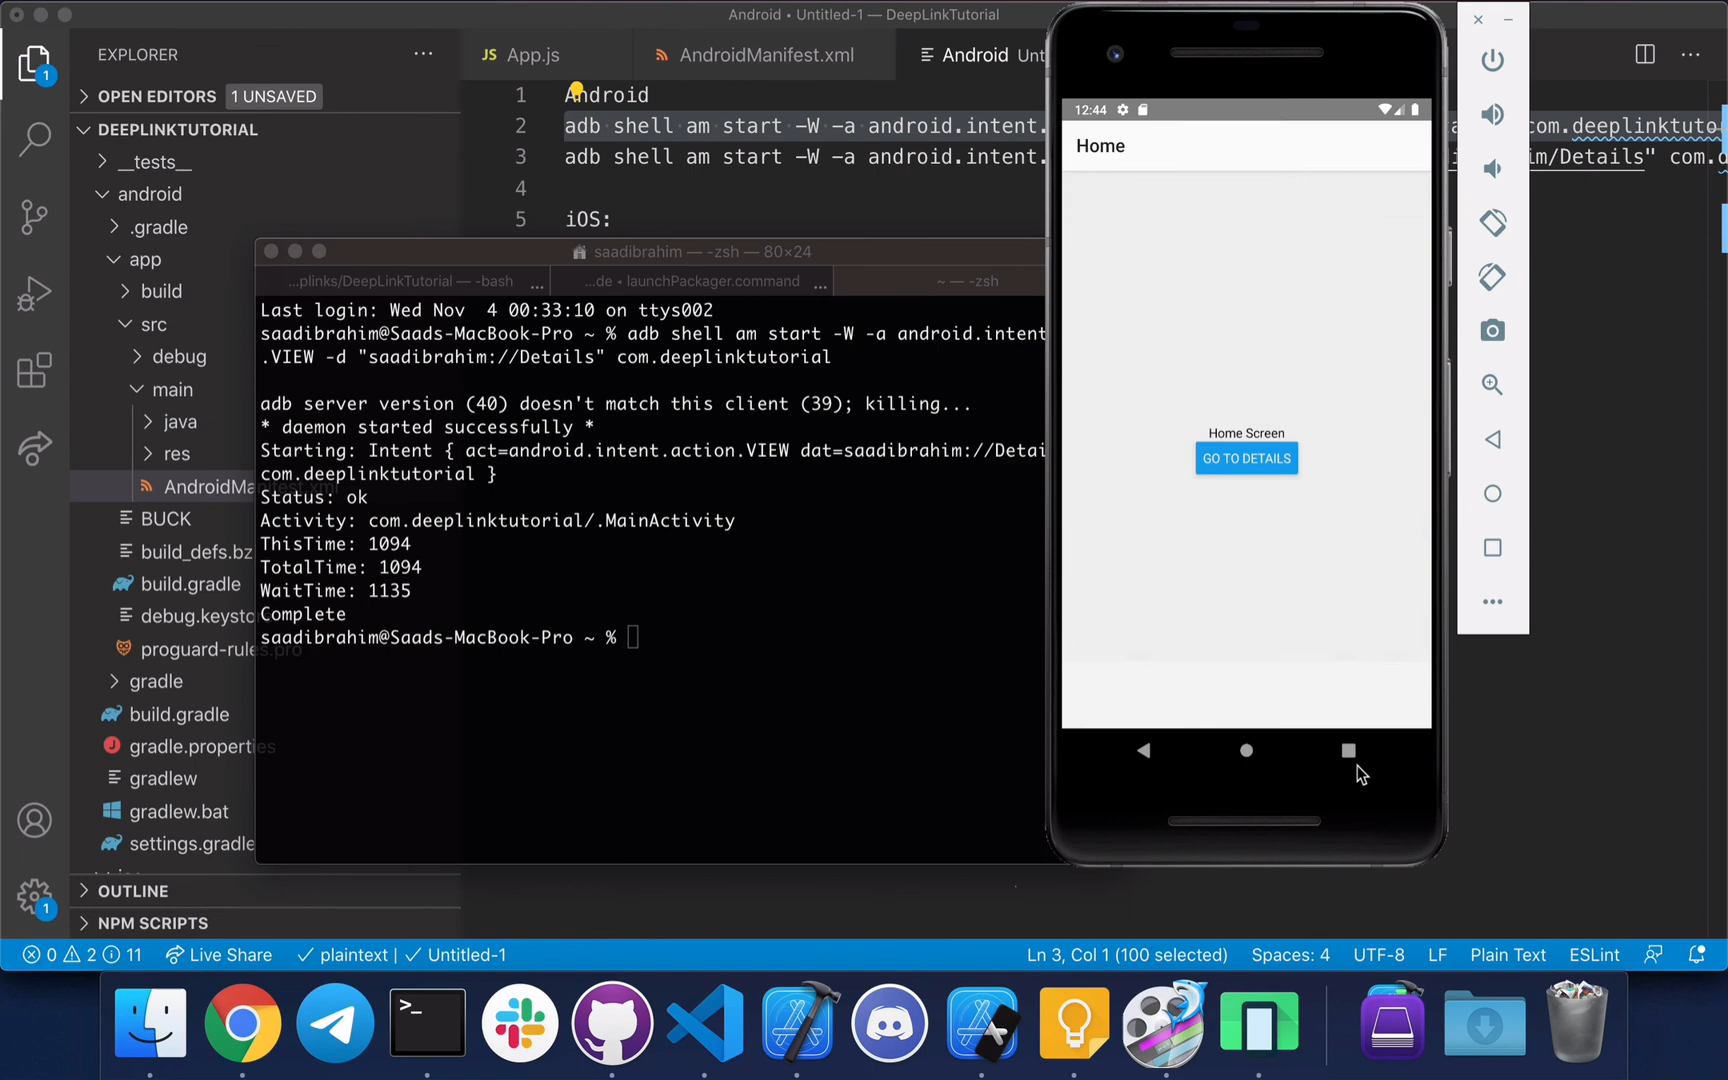 Android • Untitled-1 — DeepLinkTutorial
EXPLORER
OPEN EDITORS 1 UNSAVED
DEEPLINKTUTORIAL
__tests__
android
.gradle
app
build
src
debug
main
java
res
AndroidManifest.xml
BUCK
build_defs.bz
build.gradle
debug.keysto
proguard-rules.pro
gradle
build.gradle
gradle.properties
gradlew
gradlew.bat
settings.gradle
OUTLINE
NPM SCRIPTS
1
1
JS App.js
AndroidManifest.xml
Android Unt
1 Android
2 adb shell am start -W -a android.intent. com.deeplinktuto
3 adb shell am start -W -a android.intent. im/Details" com.d
4
5 iOS:
saadibrahim — -zsh — 80×24
...plinks/DeepLinkTutorial — -bash ...
...de ◂ launchPackager.command ...
~ — -zsh
Last login: Wed Nov  4 00:33:10 on ttys002
saadibrahim@Saads-MacBook-Pro ~ % adb shell am start -W -a android.intent
.VIEW -d "saadibrahim://Details" com.deeplinktutorial
adb server version (40) doesn't match this client (39); killing...
* daemon started successfully *
Starting: Intent { act=android.intent.action.VIEW dat=saadibrahim://Detai
com.deeplinktutorial }
Status: ok
Activity: com.deeplinktutorial/.MainActivity
ThisTime: 1094
TotalTime: 1094
WaitTime: 1135
Complete
saadibrahim@Saads-MacBook-Pro ~ %
12:44
Home
Home Screen
GO TO DETAILS
0 2 11 Live Share plaintext | Untitled-1
Ln 3, Col 1 (100 selected) Spaces: 4 UTF-8 LF Plain Text ESLint